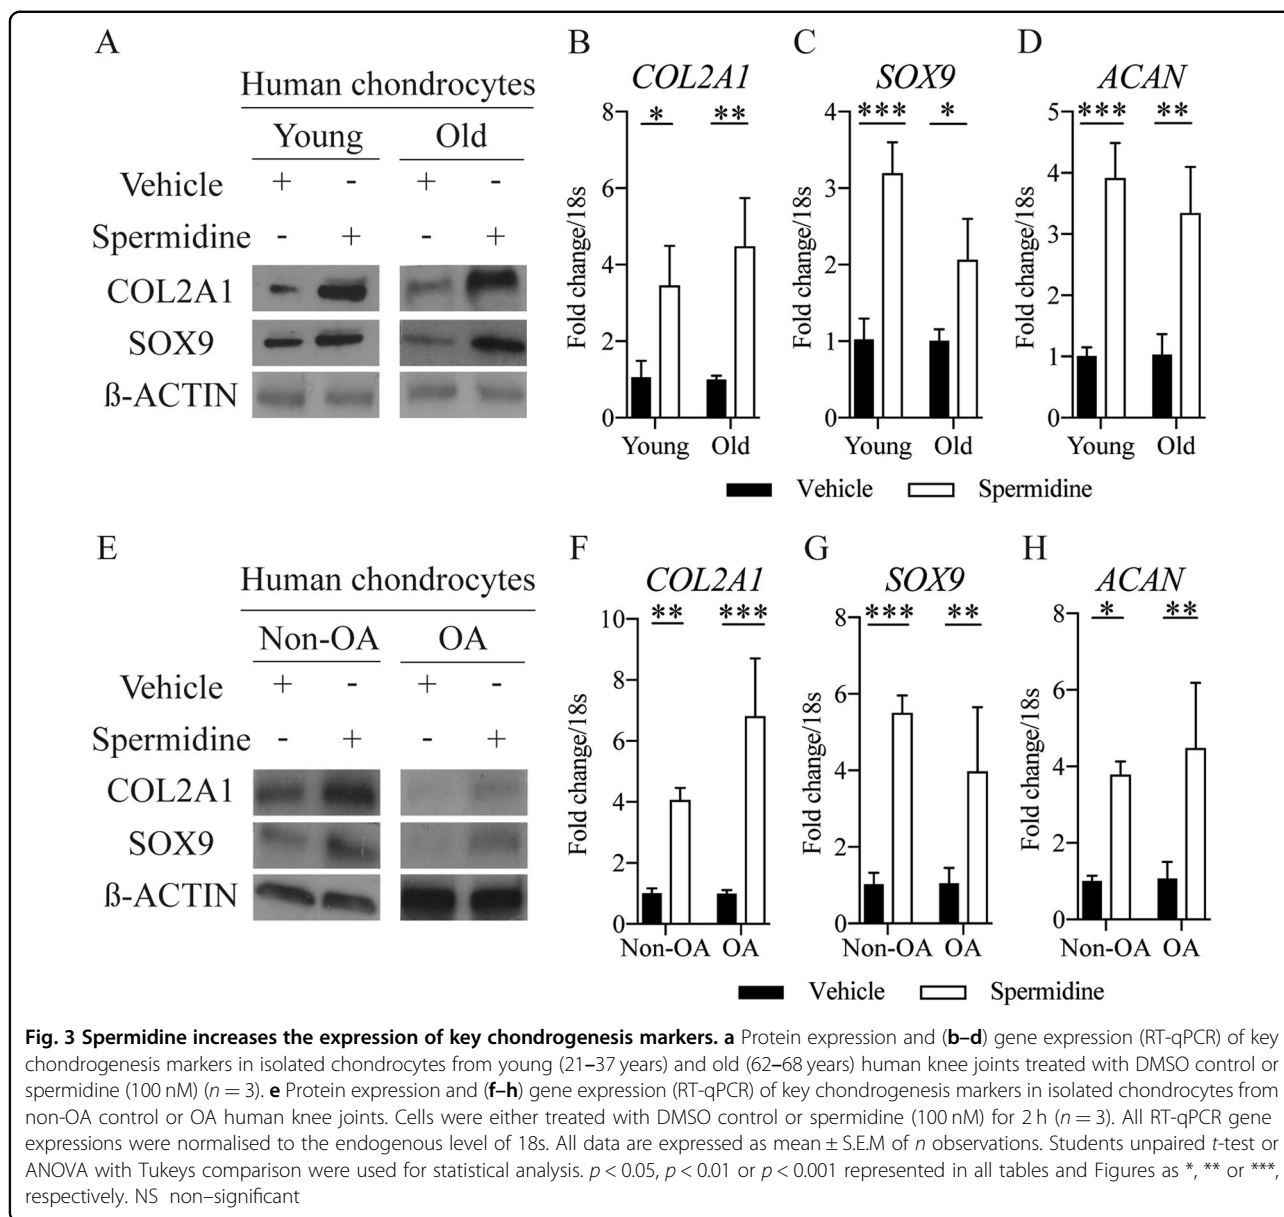 A
Human chondrocytes
Young Old
Vehicle + - + -
Spermidine - + - +
COL2A1
SOX9
ß-ACTIN
B
COL2A1
* **
Fold change/18s
8
6
4
2
0
Young Old
C
SOX9
*** *
Fold change/18s
4
3
2
1
0
Young Old
D
ACAN
*** **
Fold change/18s
5
4
3
2
1
0
Young Old
Vehicle Spermidine
E
Human chondrocytes
Non-OA OA
Vehicle + - + -
Spermidine - + - +
COL2A1
SOX9
ß-ACTIN
F
COL2A1
** ***
Fold change/18s
10
8
6
4
2
0
Non-OA OA
G
SOX9
*** **
Fold change/18s
8
6
4
2
0
Non-OA OA
H
ACAN
* **
Fold change/18s
8
6
4
2
0
Non-OA OA
Vehicle Spermidine
Fig. 3 Spermidine increases the expression of key chondrogenesis markers. a Protein expression and (b–d) gene expression (RT-qPCR) of key
chondrogenesis markers in isolated chondrocytes from young (21–37 years) and old (62–68 years) human knee joints treated with DMSO control or
spermidine (100 nM) (n = 3). e Protein expression and (f–h) gene expression (RT-qPCR) of key chondrogenesis markers in isolated chondrocytes from
non-OA control or OA human knee joints. Cells were either treated with DMSO control or spermidine (100 nM) for 2 h (n = 3). All RT-qPCR gene
expressions were normalised to the endogenous level of 18s. All data are expressed as mean ± S.E.M of n observations. Students unpaired t-test or
ANOVA with Tukeys comparison were used for statistical analysis. p < 0.05, p < 0.01 or p < 0.001 represented in all tables and Figures as *, ** or ***,
respectively. NS non–significant